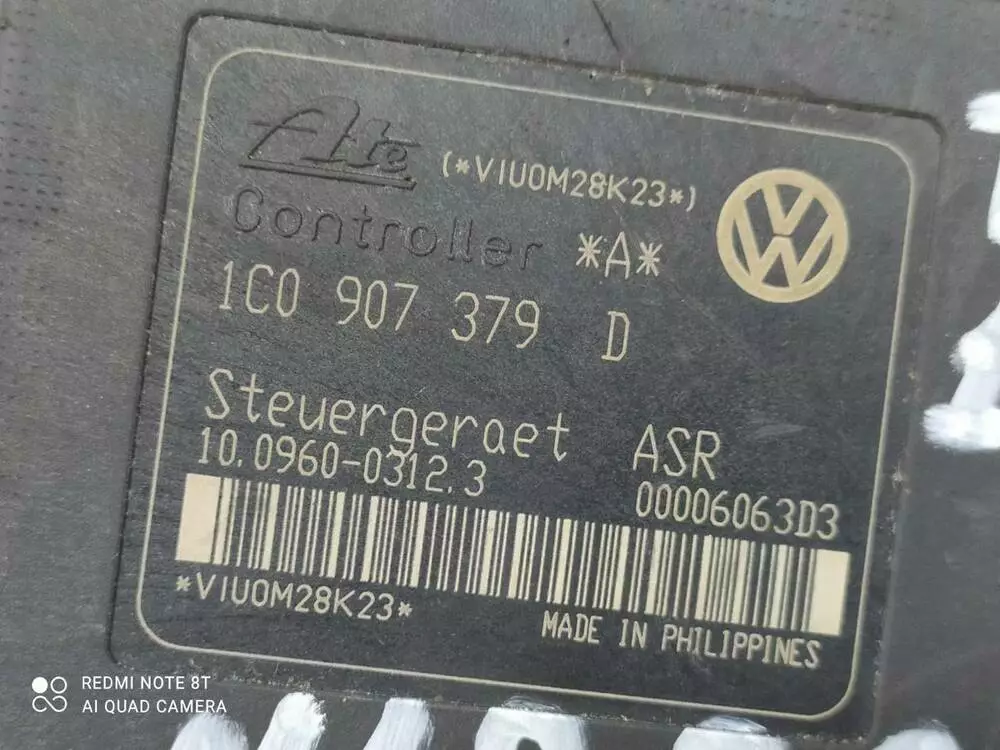 Ate
(*VIU0M28K23*)
Controller *A*
1C0 907 379 D
Steuergeraet ASR
10.0960-0312.3
00006063D3
*VIU0M28K23*
MADE IN PHILIPPINES
REDMI NOTE 8T
AI QUAD CAMERA